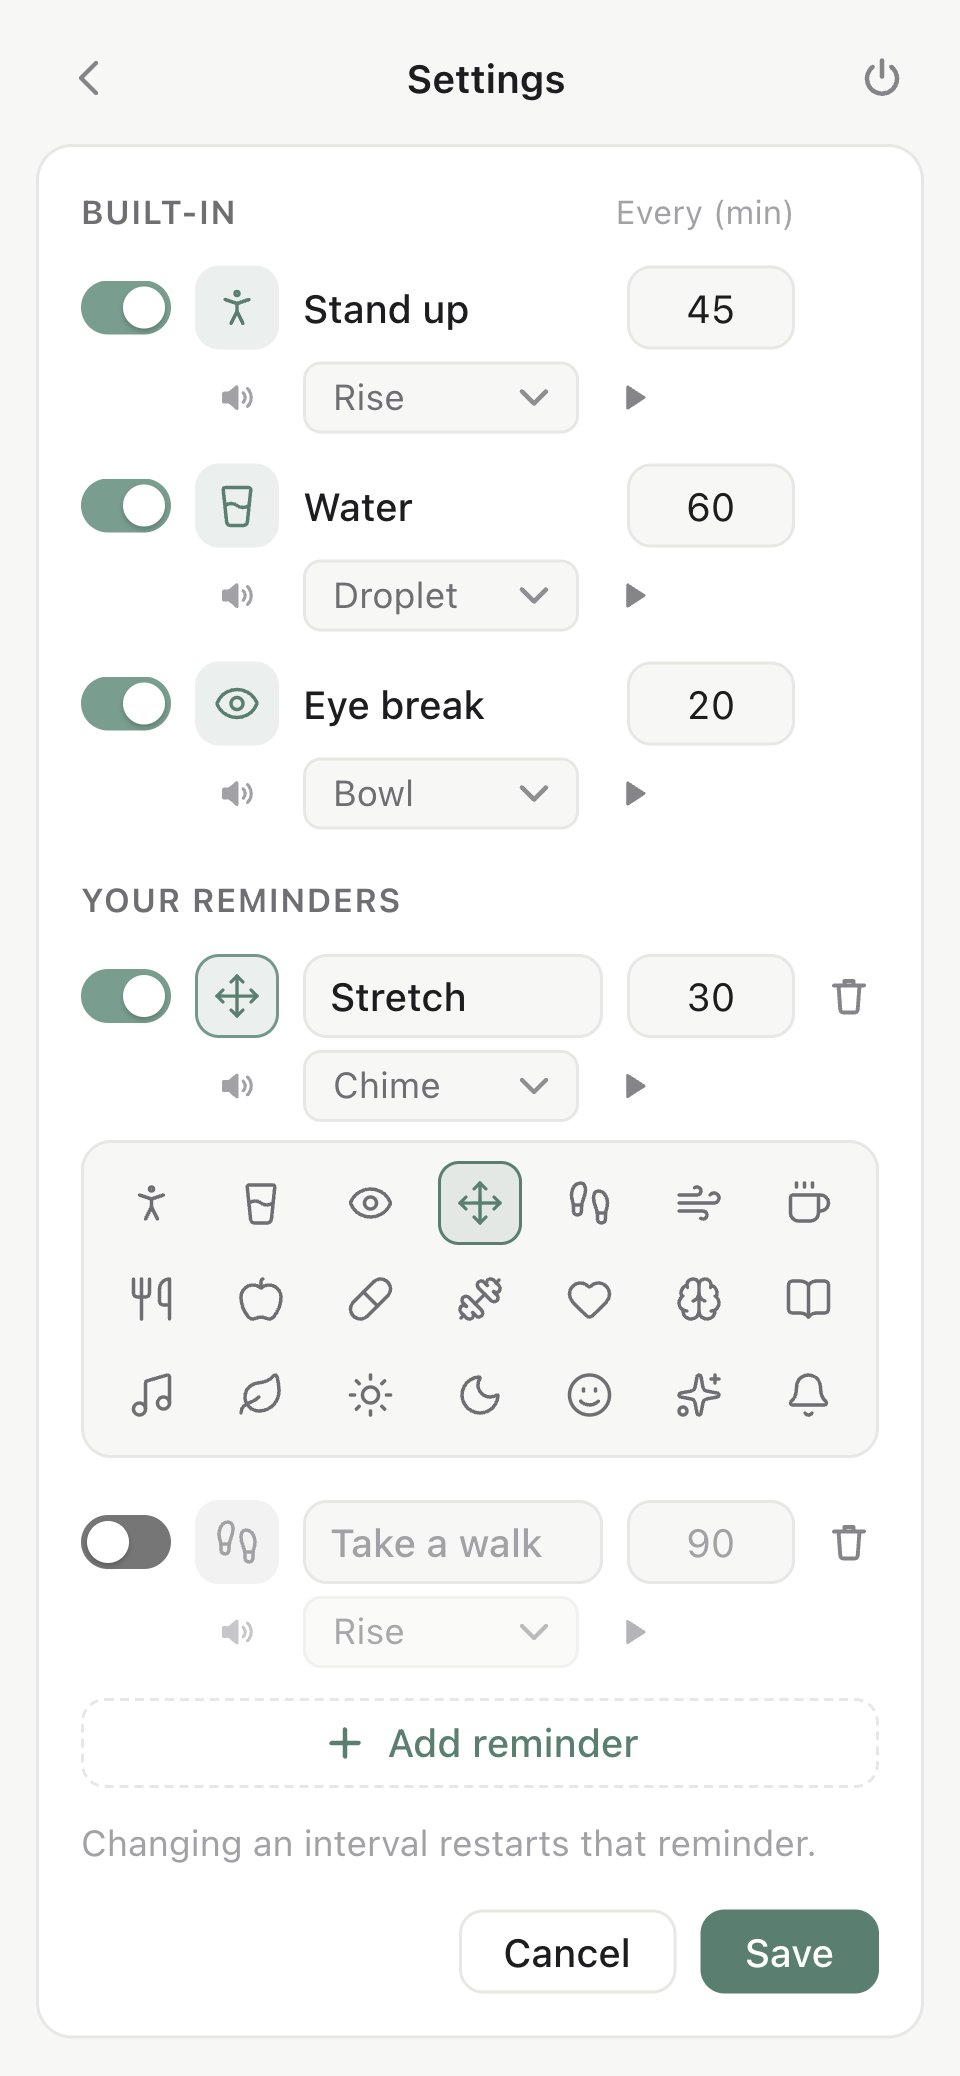 Settings
BUILT-IN Every (min)
Stand up 45
Rise
Water 60
Droplet
Eye break 20
Bowl
YOUR REMINDERS
Stretch 30
Chime
Take a walk 90
Rise
+ Add reminder
Changing an interval restarts that reminder.
Cancel Save